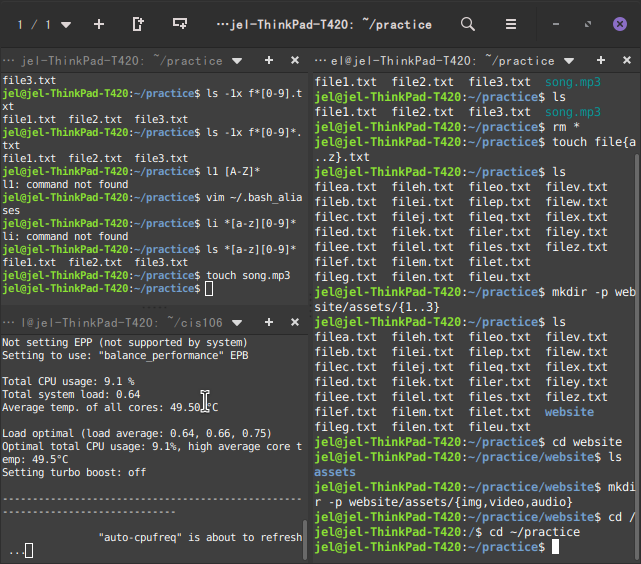 1 / 1
···jel-ThinkPad-T420: ~/practice
··· jel-ThinkPad-T420: ~/practice
file3.txt
jel@jel-ThinkPad-T420:~/practice$ ls -1x f*[0-9].t
xt
file1.txt  file2.txt  file3.txt
jel@jel-ThinkPad-T420:~/practice$ ls -1x f*[0-9]*.
txt
file1.txt  file2.txt  file3.txt
jel@jel-ThinkPad-T420:~/practice$ l1 [A-Z]*
l1: command not found
jel@jel-ThinkPad-T420:~/practice$ vim ~/.bash_alia
ases
jel@jel-ThinkPad-T420:~/practice$ li *[a-z][0-9]*
li: command not found
jel@jel-ThinkPad-T420:~/practice$ ls *[a-z][0-9]*
file1.txt  file2.txt  file3.txt
jel@jel-ThinkPad-T420:~/practice$ touch song.mp3
jel@jel-ThinkPad-T420:~/practice$
··· l@jel-ThinkPad-T420: ~/cis106
Not setting EPP (not supported by system)
Setting to use: "balance_performance" EPB
Total CPU usage: 9.1 %
Total system load: 0.64
Average temp. of all cores: 49.50 °C
Load optimal (load average: 0.64, 0.66, 0.75)
Optimal total CPU usage: 9.1%, high average core t
emp: 49.5°C
Setting turbo boost: off
--------------------------------------------------
-----------------------------
"auto-cpufreq" is about to refresh
...
··· el@jel-ThinkPad-T420: ~/practice
file1.txt  file2.txt  file3.txt  song.mp3
jel@jel-ThinkPad-T420:~/practice$ ls
file1.txt  file2.txt  file3.txt  song.mp3
jel@jel-ThinkPad-T420:~/practice$ rm *
jel@jel-ThinkPad-T420:~/practice$ touch file{a
..z}.txt
jel@jel-ThinkPad-T420:~/practice$ ls
filea.txt  fileh.txt  fileo.txt  filev.txt
fileb.txt  filei.txt  filep.txt  filew.txt
filec.txt  filej.txt  fileq.txt  filex.txt
filed.txt  filek.txt  filer.txt  filey.txt
filee.txt  filel.txt  files.txt  filez.txt
filef.txt  filem.txt  filet.txt
fileg.txt  filen.txt  fileu.txt
jel@jel-ThinkPad-T420:~/practice$ mkdir -p web
site/assets/{1..3}
jel@jel-ThinkPad-T420:~/practice$ ls
filea.txt  fileh.txt  fileo.txt  filev.txt
fileb.txt  filei.txt  filep.txt  filew.txt
filec.txt  filej.txt  fileq.txt  filex.txt
filed.txt  filek.txt  filer.txt  filey.txt
filee.txt  filel.txt  files.txt  filez.txt
filef.txt  filem.txt  filet.txt  website
fileg.txt  filen.txt  fileu.txt
jel@jel-ThinkPad-T420:~/practice$ cd website
jel@jel-ThinkPad-T420:~/practice/website$ ls
assets
jel@jel-ThinkPad-T420:~/practice/website$ mkdi
r -p website/assets/{img,video,audio}
jel@jel-ThinkPad-T420:~/practice/website$ cd /
jel@jel-ThinkPad-T420:/$ cd ~/practice
jel@jel-ThinkPad-T420:~/practice$